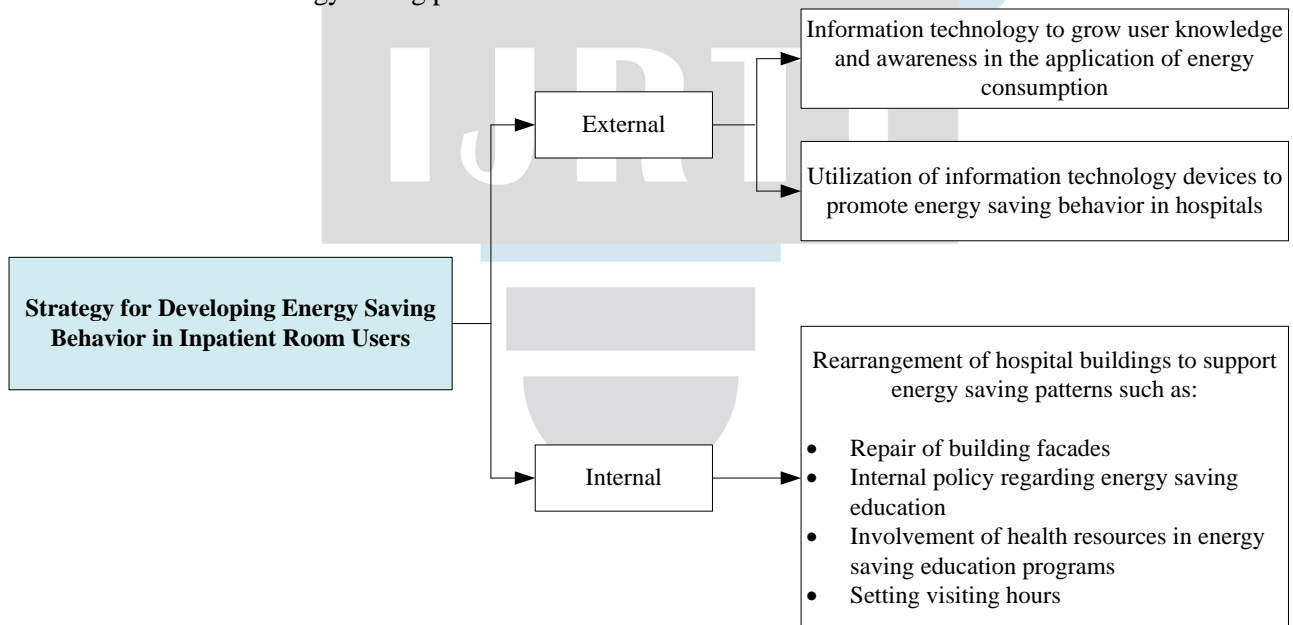 Information technology to grow user knowledge
and awareness in the application of energy
consumption
External
Utilization of information technology devices to
promote energy saving behavior in hospitals
Strategy for Developing Energy Saving
Behavior in Inpatient Room Users
Rearrangement of hospital buildings to support
energy saving patterns such as:
• Repair of building facades
• Internal policy regarding energy saving
education
• Involvement of health resources in energy
saving education programs
• Setting visiting hours
Internal
IJRT